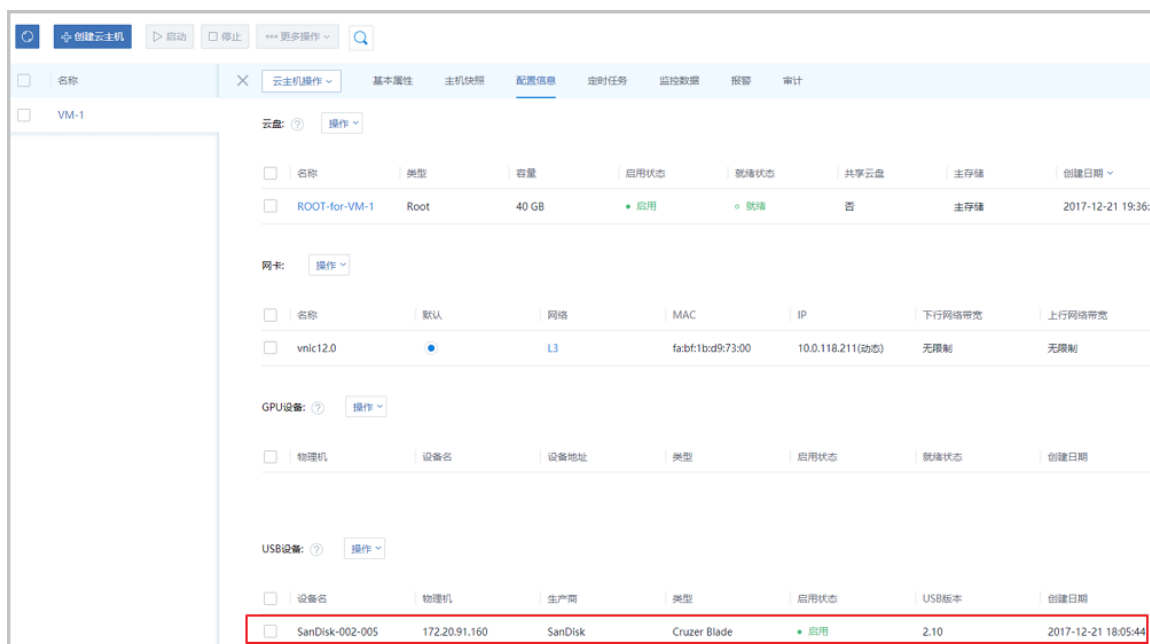 创建云主机 启动 停止 更多操作
名称 云主机操作 基本属性 主机快照 配置信息 定时任务 监控数据 报警 审计
VM-1
云盘: ? 操作
名称 类型 容量 启用状态 就绪状态 共享云盘 主存储 创建日期
ROOT-for-VM-1 Root 40 GB 启用 就绪 否 主存储 2017-12-21 19:36:
网卡: 操作
名称 默认 网络 MAC IP 下行网络带宽 上行网络带宽
vnic12.0 L3 fa:bf:1b:d9:73:00 10.0.118.211(动态) 无限制 无限制
GPU设备: ? 操作
物理机 设备名 设备地址 类型 启用状态 就绪状态 创建日期
USB设备: ? 操作
设备名 物理机 生产商 类型 启用状态 USB版本 创建日期
SanDisk-002-005 172.20.91.160 SanDisk Cruzer Blade 启用 2.10 2017-12-21 18:05:44